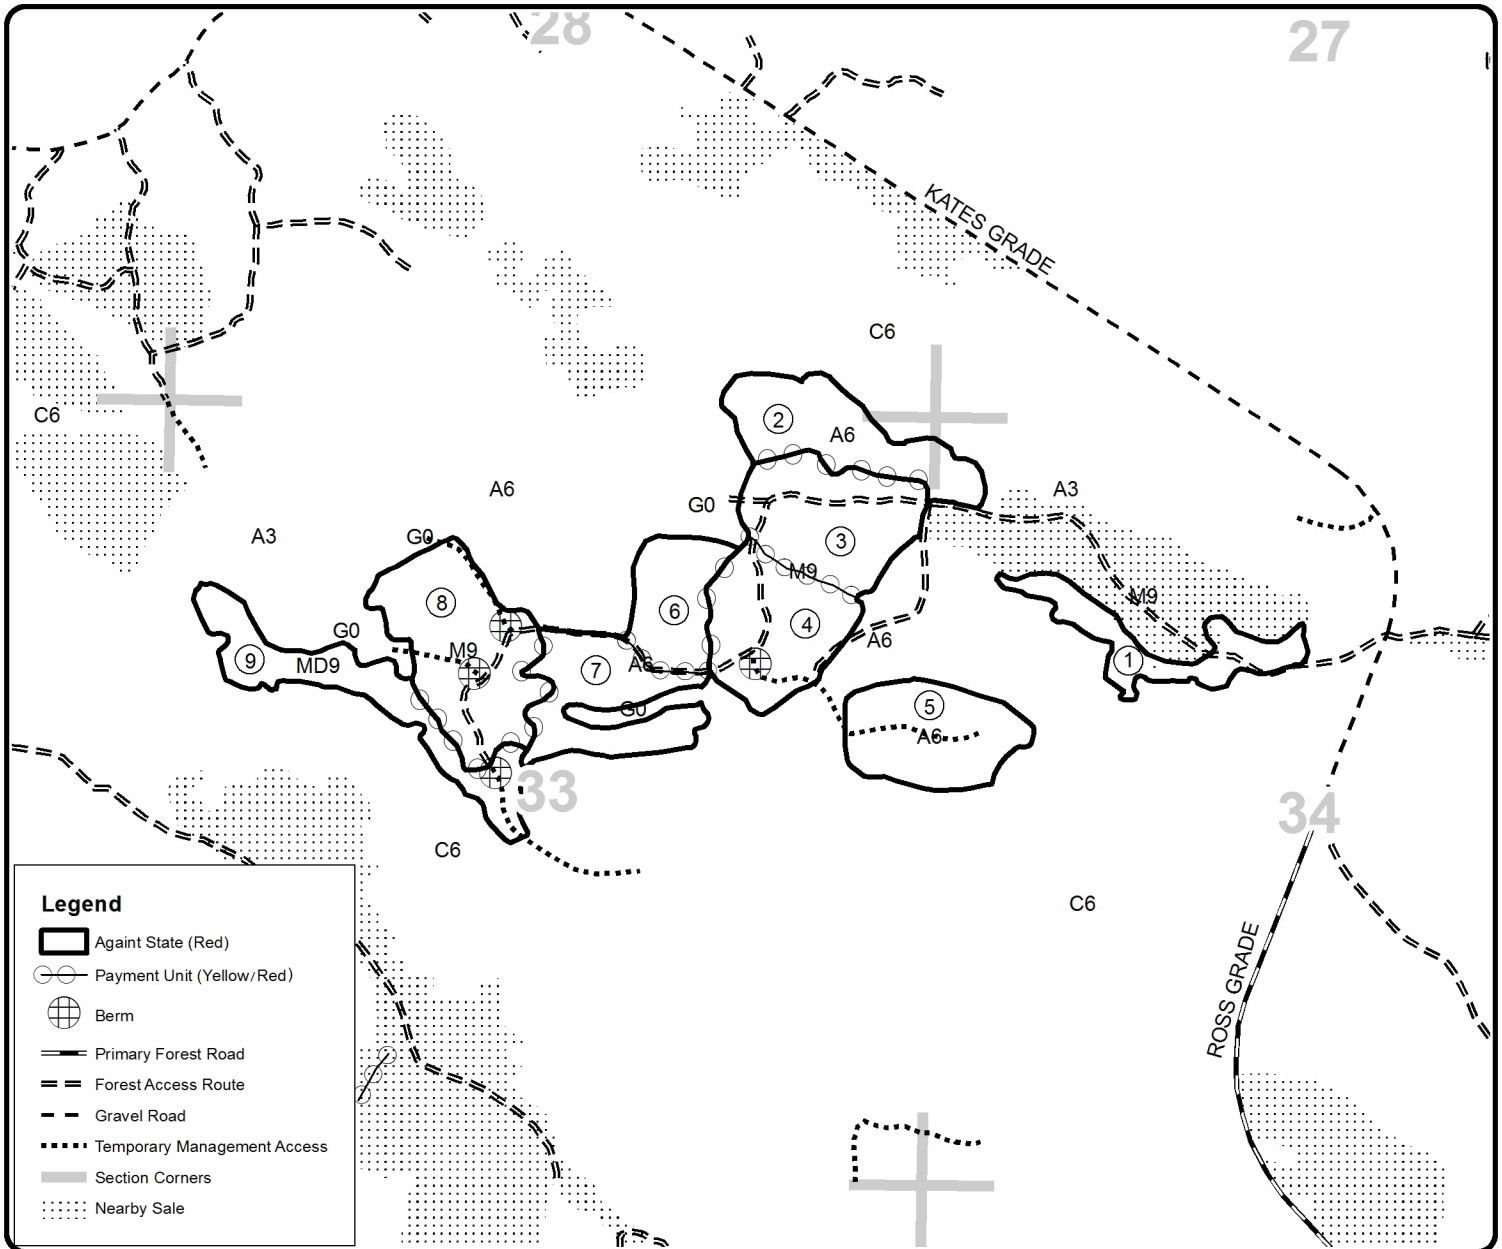 28
27
KATES GRADE
C6
C6
2
A6
A6
G0
A3
A3
G0
3
M9
M9
8
6
4
G0
A6
9
MD9
M9
7
A6
1
G0
5
A6
33
34
C6
C6
ROSS GRADE
Legend
Againt State (Red)
Payment Unit (Yellow/Red)
Berm
Primary Forest Road
Forest Access Route
Gravel Road
Temporary Management Access
Section Corners
Nearby Sale